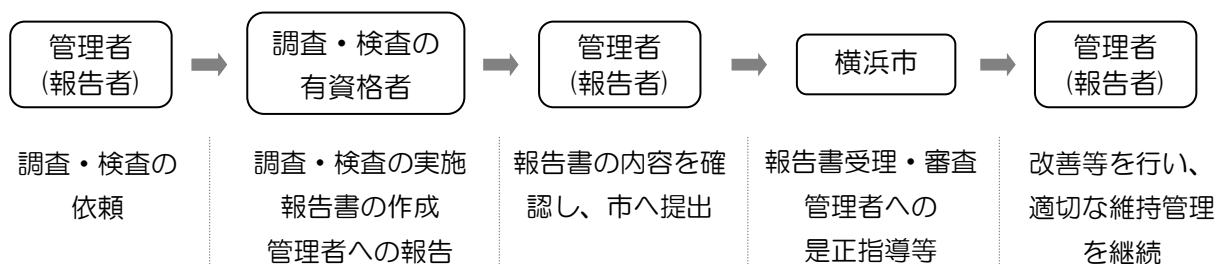 管理者
(報告者)
調査・検査の
有資格者
管理者
(報告者)
横浜市
管理者
(報告者)
調査・検査の
依頼
調査・検査の実施
報告書の作成
管理者への報告
報告書の内容を確
認し、市へ提出
報告書受理・審査
管理者への
是正指導等
改善等を行い、
適切な維持管理
を継続